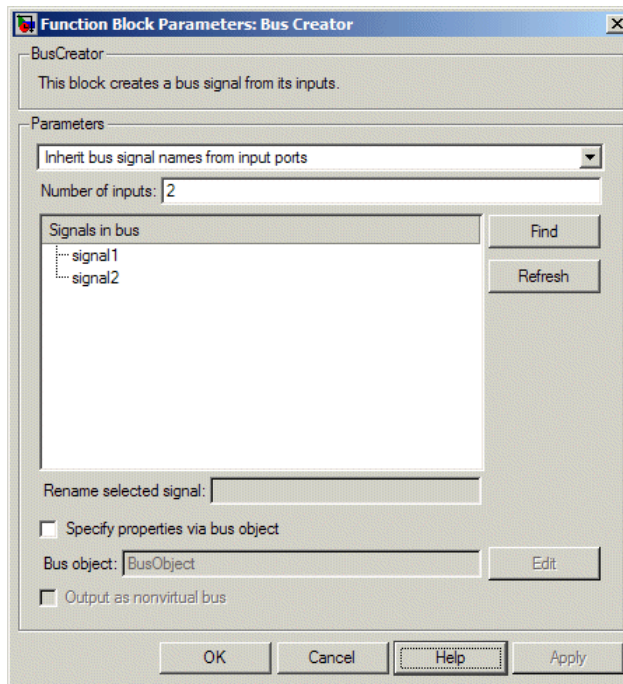 Function Block Parameters: Bus Creator
BusCreator
This block creates a bus signal from its inputs.
Parameters
Inherit bus signal names from input ports
Number of inputs: 2
Signals in bus
Find
signal1
signal2
Refresh
Rename selected signal:
Specify properties via bus object
Bus object: BusObject
Edit
Output as nonvirtual bus
OK Cancel Help Apply